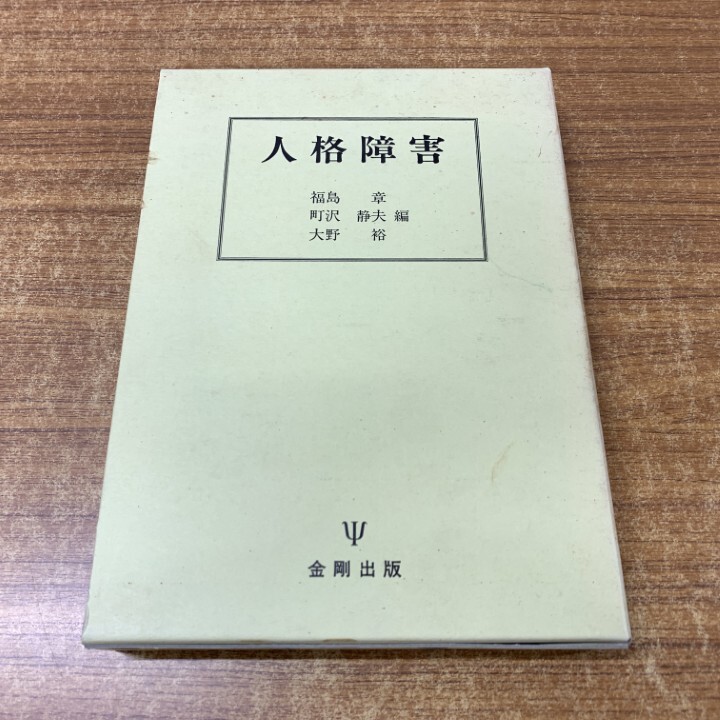 人格障害
福島 章
町沢 静夫 編
大野 裕
Ψ
金剛出版